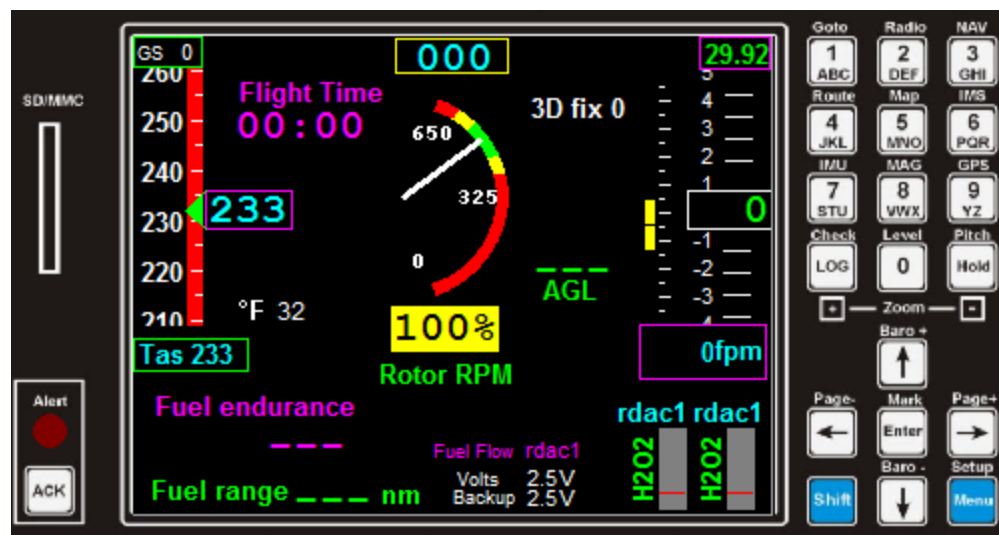 SD/MMC
Alert
ACK
GS 0
000
29.92
260
250
240
230
220
210
233
Tas 233
Flight Time
00:00
650
325
0
3D fix 0
°F 32
100%
Rotor RPM
---
AGL
5
4
3
2
1
0
-1
-2
-3
-4
0fpm
Fuel endurance
---
Fuel range --- nm
Fuel Flow rdac1
Volts 2.5V
Backup 2.5V
rdac1 rdac1
H2O2 H2O2
Goto Radio NAV
1 2 3
ABC DEF GHI
Route Map IMS
4 5 6
JKL MNO PQR
IMU MAG GPS
7 8 9
STU VWX YZ
Check Level Pitch
LOG 0 Hold
+ Zoom -
Baro +
Page- Mark Page+
Enter
Baro - Setup
Shift Menu